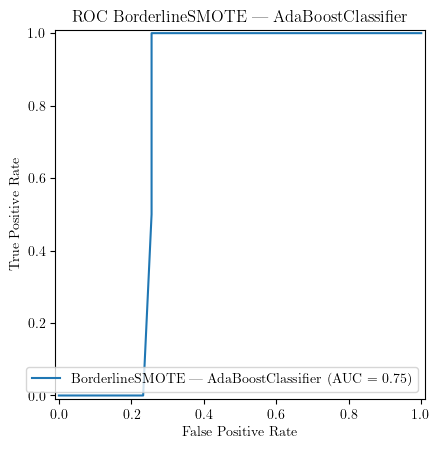 ROC BorderlineSMOTE — AdaBoostClassifier
1.0
0.8
0.6
0.4
0.2
0.0
True Positive Rate
BorderlineSMOTE — AdaBoostClassifier (AUC = 0.75)
0.0 0.2 0.4 0.6 0.8 1.0
False Positive Rate